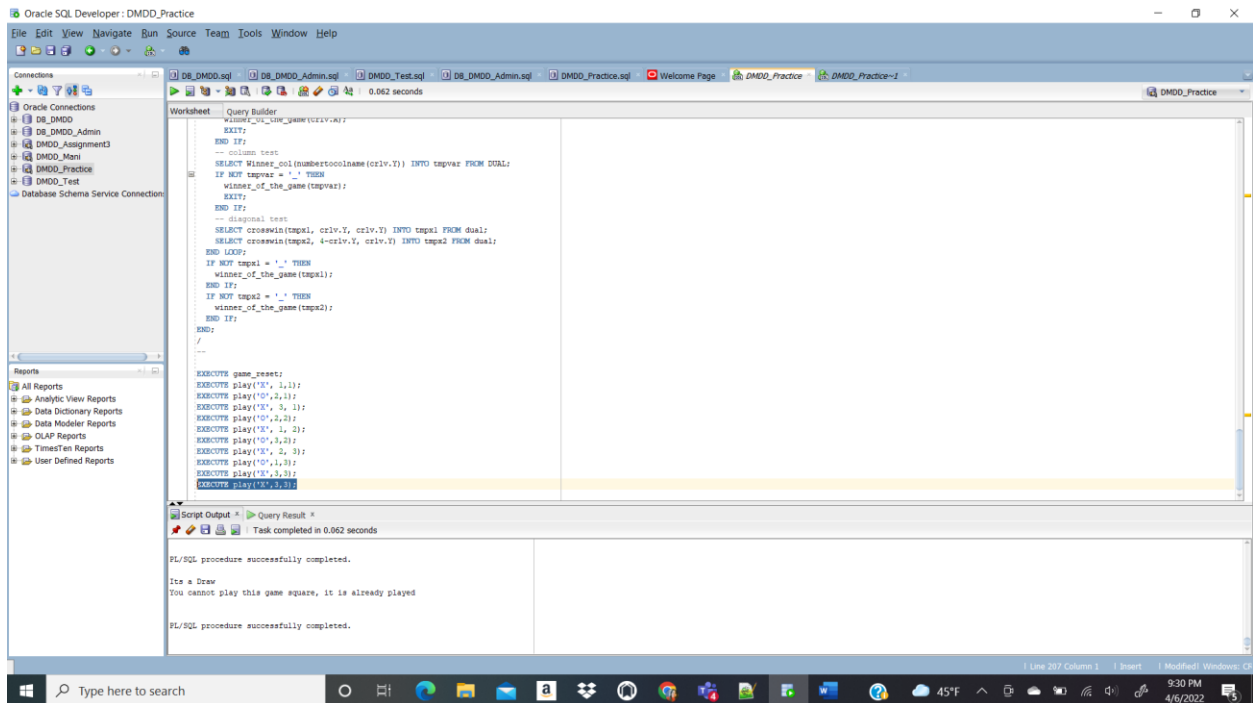 Oracle SQL Developer : DMDD_Practice
File Edit View Navigate Run Source Team Tools Window Help
Connections
DB_DMDD.sql DB_DMDD_Admin.sql DMDD_Test.sql DB_DMDD_Admin.sql DMDD_Practice.sql Welcome Page DMDD_Practice DMDD_Practice~1
0.062 seconds
DMDD_Practice
Oracle Connections
DB_DMDD
DB_DMDD_Admin
DMDD_Assignment3
DMDD_Mani
DMDD_Practice
DMDD_Test
Database Schema Service Connections
Worksheet Query Builder
winner_of_the_game(crlv.A);
EXIT;
END IF;
-- column test
SELECT Winner_col(numbertocolname(crlv.Y)) INTO tmpvar FROM DUAL;
IF NOT tmpvar = '_' THEN
winner_of_the_game(tmpvar);
EXIT;
END IF;
-- diagonal test
SELECT crosswin(tmpx1, crlv.Y, crlv.Y) INTO tmpx1 FROM dual;
SELECT crosswin(tmpx2, 4-crlv.Y, crlv.Y) INTO tmpx2 FROM dual;
END LOOP;
IF NOT tmpx1 = '_' THEN
winner_of_the_game(tmpx1);
END IF;
IF NOT tmpx2 = '_' THEN
winner_of_the_game(tmpx2);
END IF;
END;
/
--
EXECUTE game_reset;
EXECUTE play('X', 1,1);
EXECUTE play('O',2,1);
EXECUTE play('X', 3, 1);
EXECUTE play('O',2,2);
EXECUTE play('X', 1, 2);
EXECUTE play('O',3,2);
EXECUTE play('X', 2, 3);
EXECUTE play('O',1,3);
EXECUTE play('X',3,3);
EXECUTE play('X',3,3);
Reports
All Reports
Analytic View Reports
Data Dictionary Reports
Data Modeler Reports
OLAP Reports
TimesTen Reports
User Defined Reports
Script Output Query Result
Task completed in 0.062 seconds
PL/SQL procedure successfully completed.
Its a Draw
You cannot play this game square, it is already played
PL/SQL procedure successfully completed.
Line 207 Column 1 Insert Modified Windows: CR
Type here to search
45°F
9:30 PM
4/6/2022